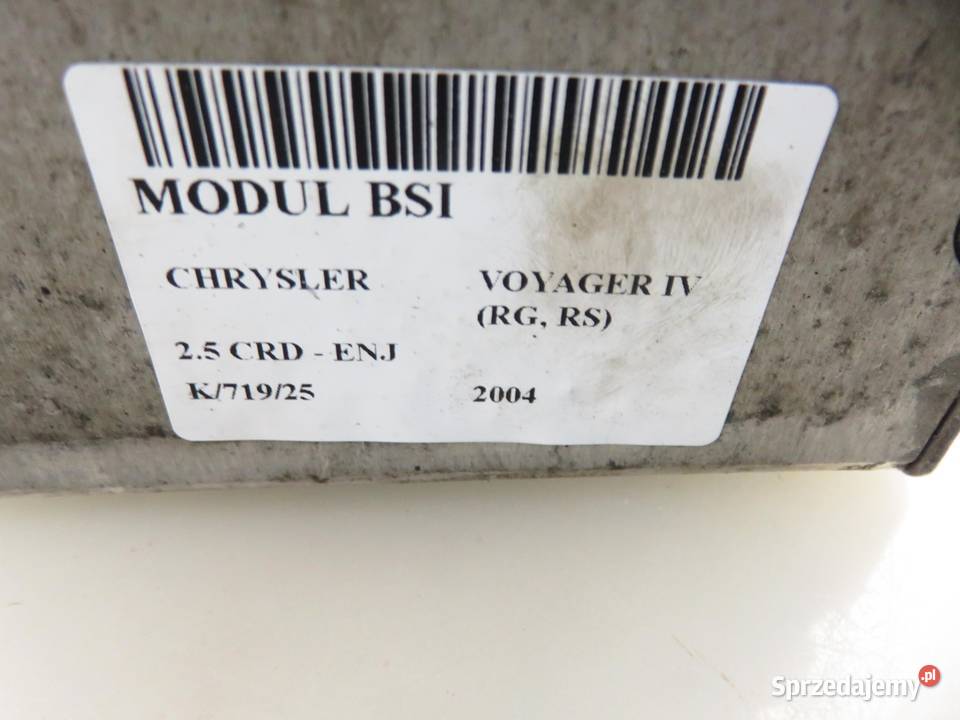 MODUL BSI
CHRYSLER VOYAGER IV
(RG, RS)
2.5 CRD - ENJ
K/719/25 2004
Sprzedajemy.pl